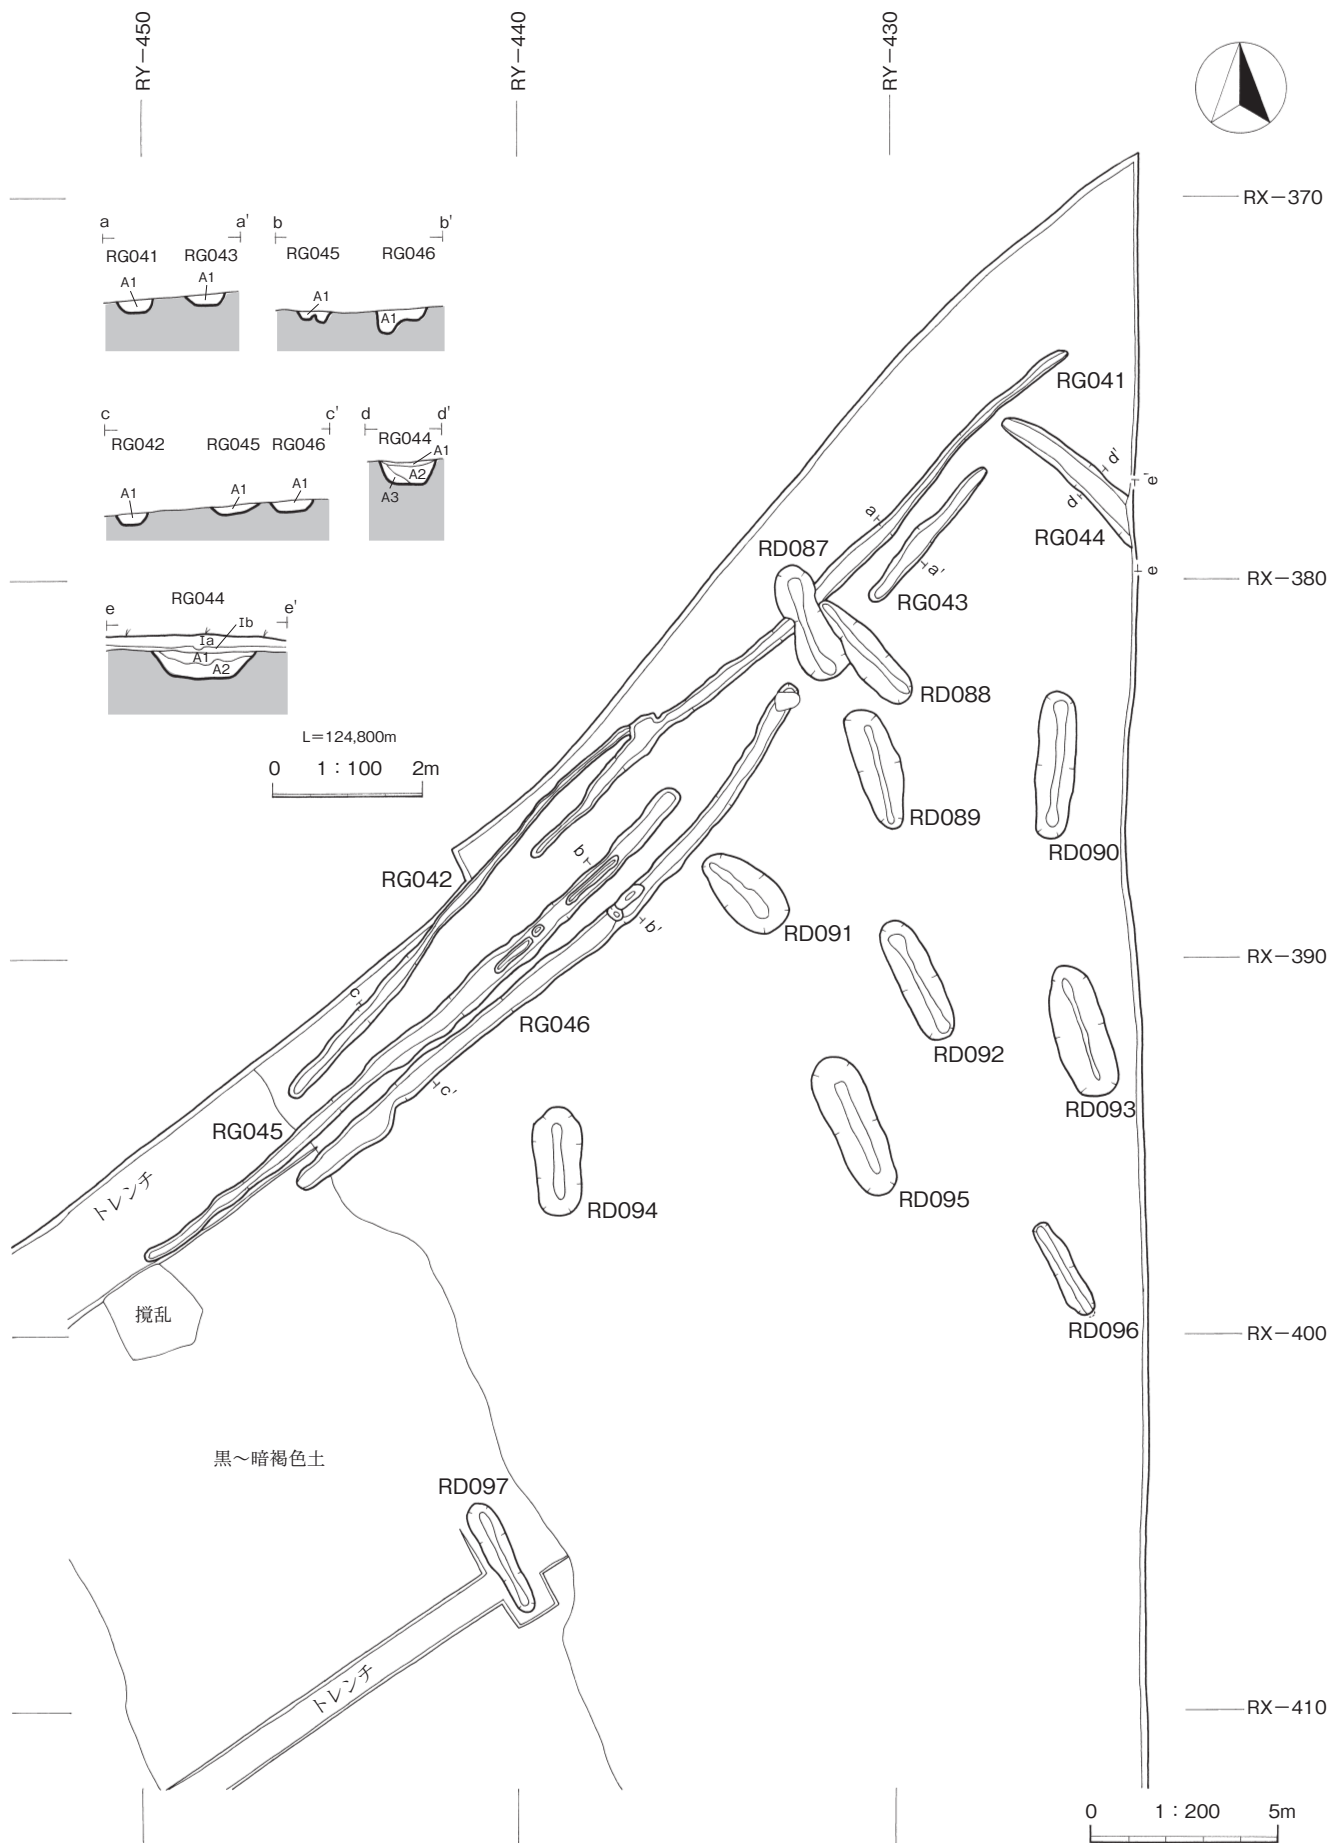 RY－450
RY－440
RY－430
RX－370
a a' b b'
RG041 RG043 RG045 RG046
A1 A1 A1 A1
RG041
c c' d d'
RG042 RG045 RG046 RG044
A1 A1 A1 A1
A2
A3
d' e'
d
a
RG044
RD087
a' e
RX－380
RG043
e RG044 e'
Ia Ib
A1
A2
RD088
L=124,800m
0 1：100 2m
RD089
RD090
b
RG042
b'
RD091
RX－390
c
RG046
RD092
c'
RD093
RG045
トレンチ
RD094
RD095
撹乱
RD096
RX－400
黒～暗褐色土
RD097
トレンチ
RX－410
0 1：200 5m